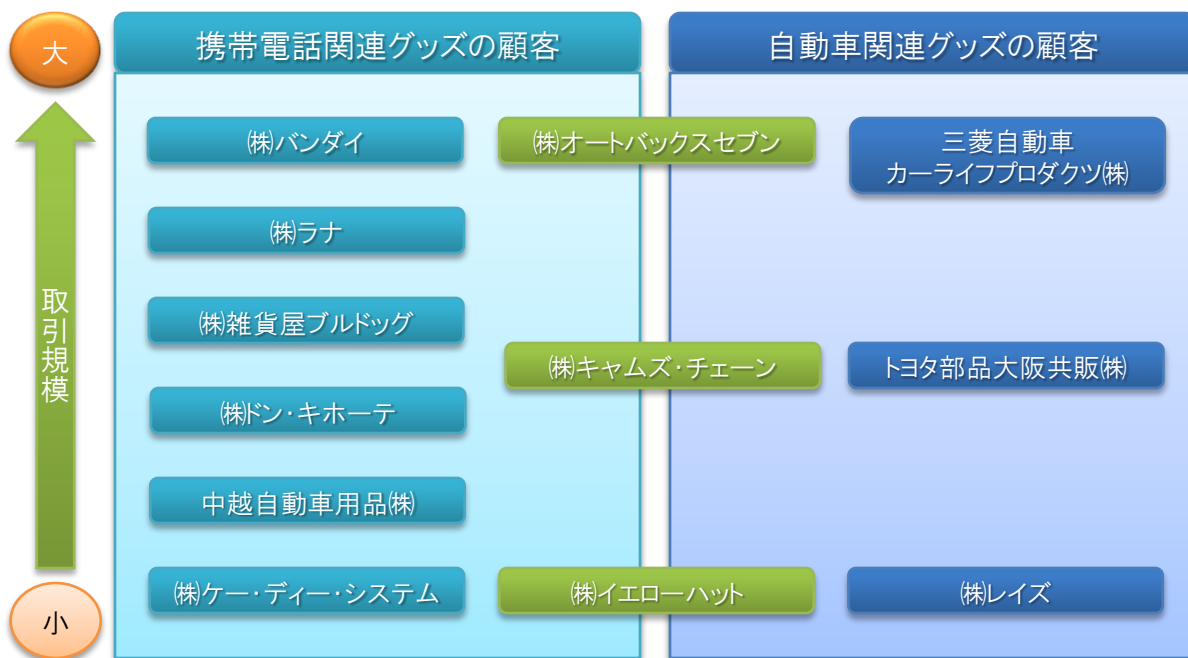 大
携帯電話関連グッズの顧客
自動車関連グッズの顧客
㈱バンダイ
㈱オートバックスセブン
三菱自動車
カーライフプロダクツ㈱
㈱ラナ
取引規模
㈱雑貨屋ブルドッグ
㈱キャムズ・チェーン
トヨタ部品大阪共販㈱
㈱ドン・キホーテ
中越自動車用品㈱
㈱ケー・ディー・システム
㈱イエローハット
㈱レイズ
小